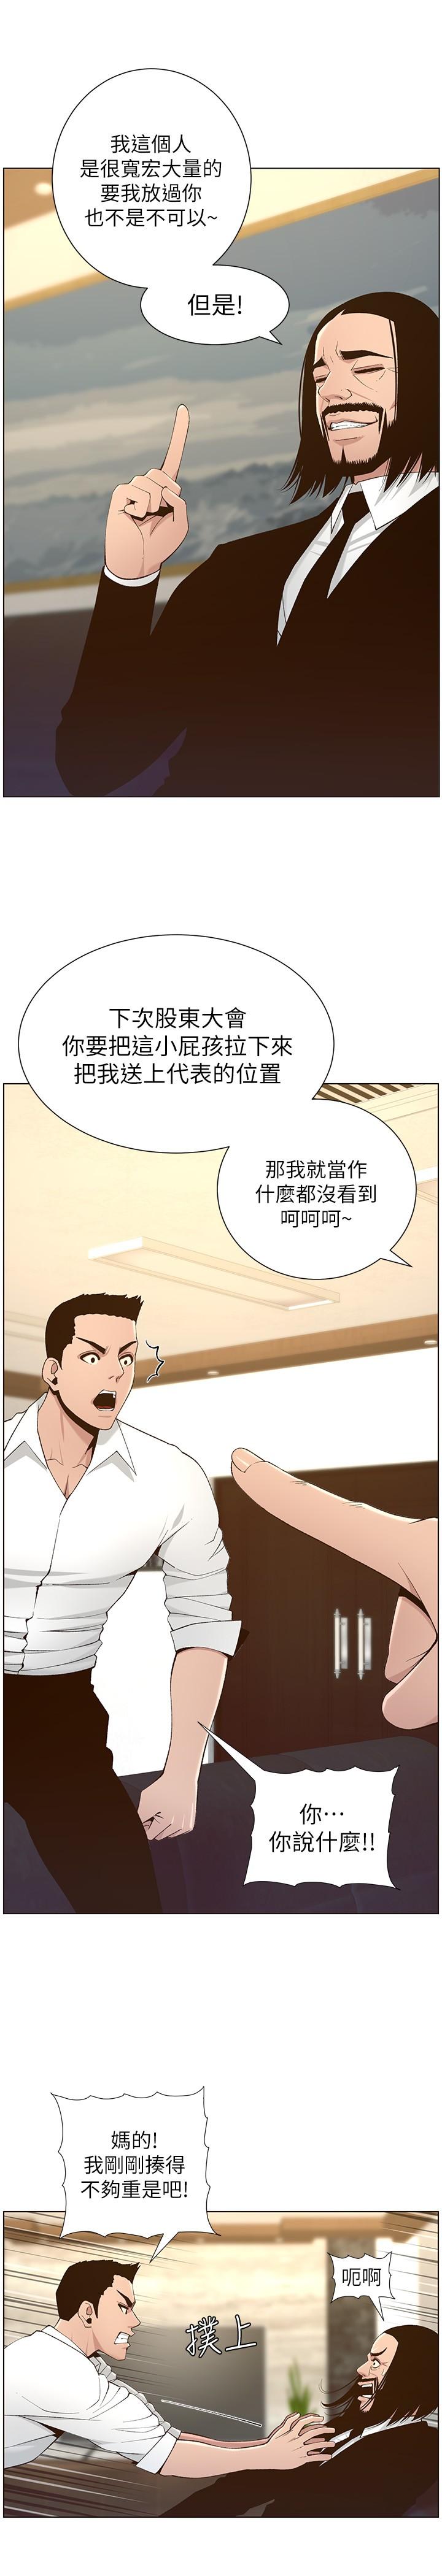 我這個人
是很寬宏大量的
要我放過你
也不是不可以~
但是!
下次股東大會
你要把這小屁孩拉下來
把我送上代表的位置
那我就當作
什麼都沒看到
呵呵呵~
你⋯
你說什麼!!
媽的!
我剛剛揍得
不夠重是吧!
撲上
呃啊